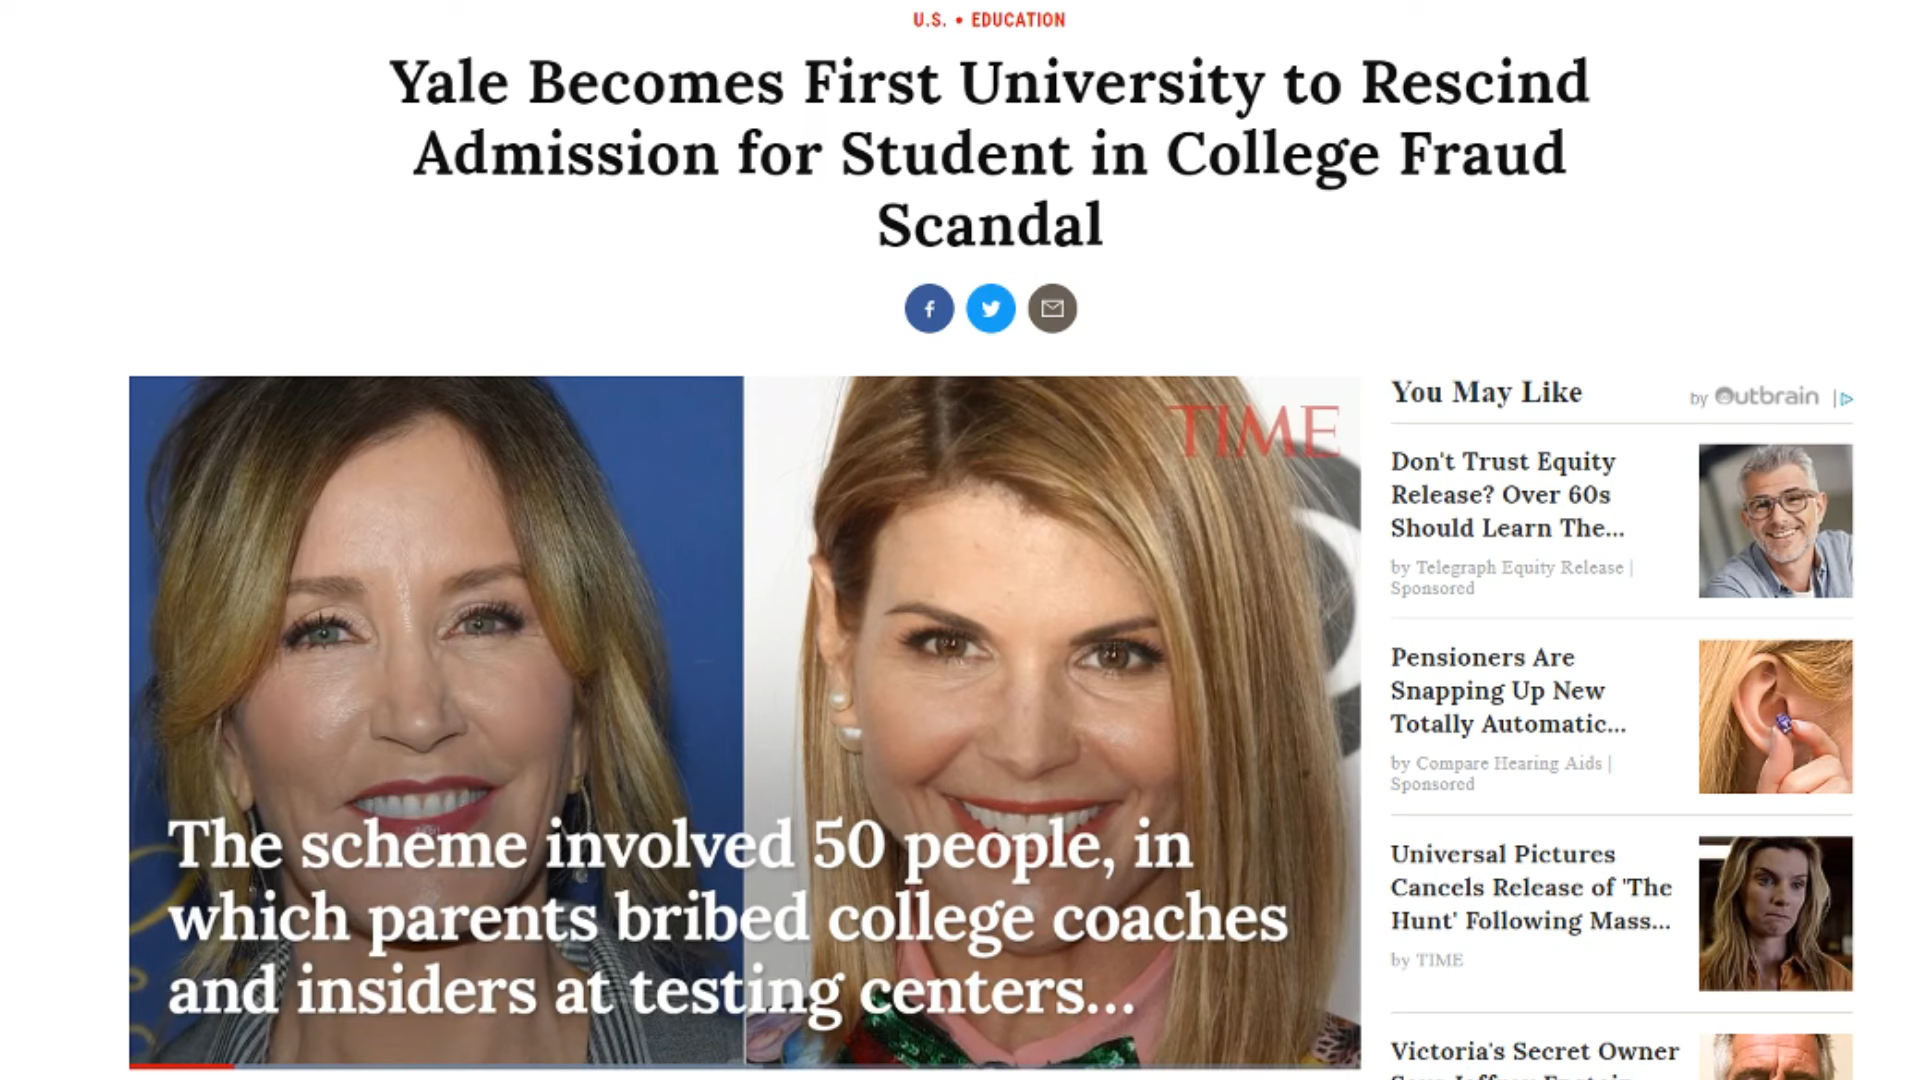 U.S. • EDUCATION
Yale Becomes First University to Rescind
Admission for Student in College Fraud
Scandal
TIME
The scheme involved 50 people, in
which parents bribed college coaches
and insiders at testing centers...
You May Like
by Outbrain
Don't Trust Equity
Release? Over 60s
Should Learn The...
by Telegraph Equity Release |
Sponsored
Pensioners Are
Snapping Up New
Totally Automatic...
by Compare Hearing Aids |
Sponsored
Universal Pictures
Cancels Release of 'The
Hunt' Following Mass...
by TIME
Victoria's Secret Owner
Says Jeffrey Epstein